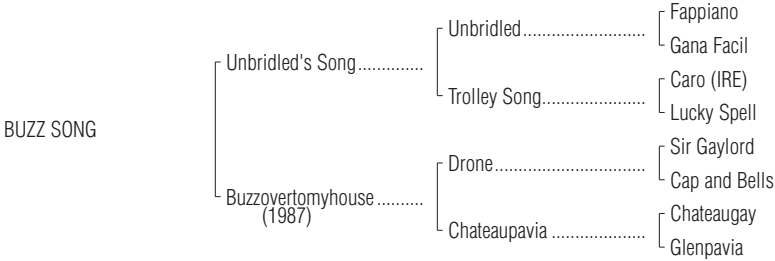 Fappiano
Unbridled..........................
Gana Facil
Unbridled's Song..............
Caro (IRE)
Trolley Song......................
Lucky Spell
BUZZ SONG
Sir Gaylord
Drone................................
Cap and Bells
Buzzovertomyhouse..........
(1987)
Chateaugay
Chateaupavia ....................
Glenpavia